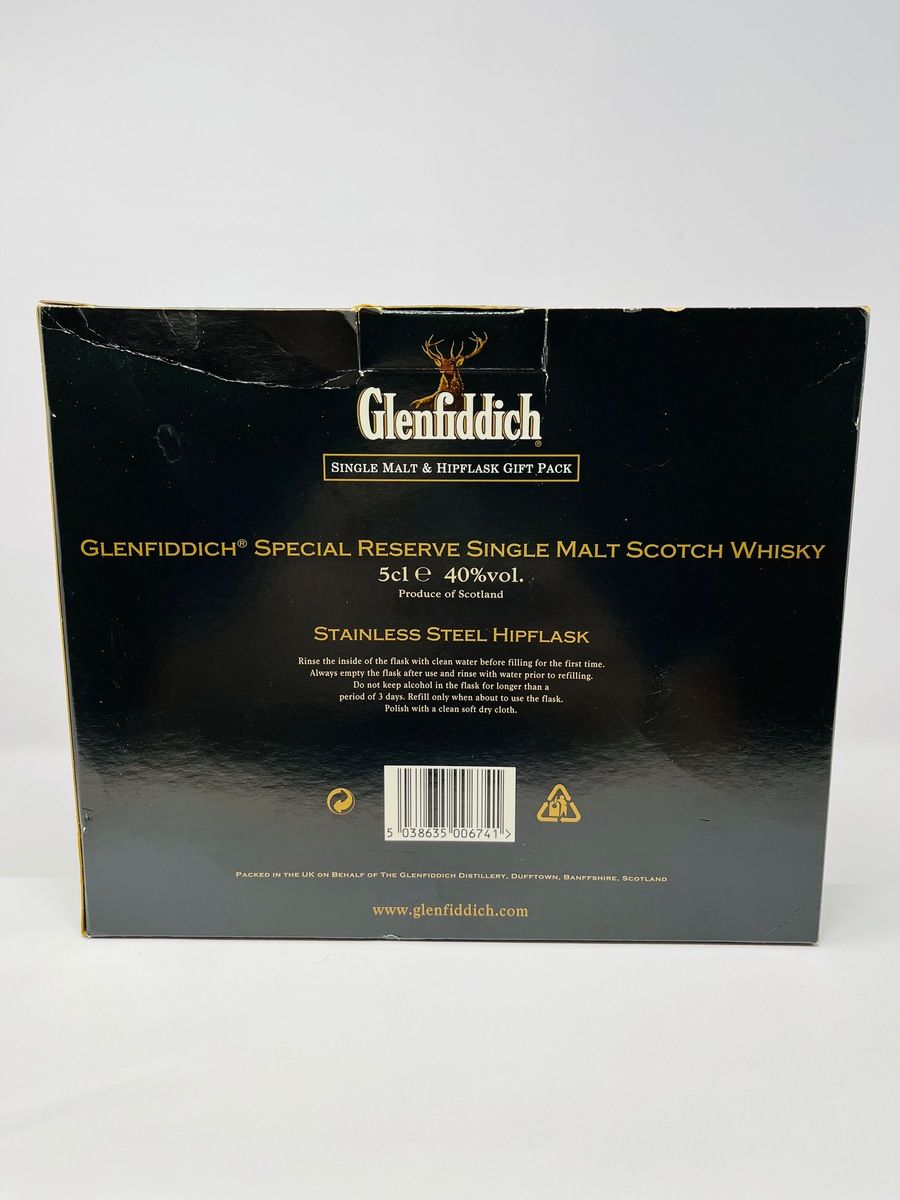 Glenfiddich®
SINGLE MALT & HIPFLASK GIFT PACK
GLENFIDDICH® SPECIAL RESERVE SINGLE MALT SCOTCH WHISKY
5cl ℮ 40%vol.
Produce of Scotland
STAINLESS STEEL HIPFLASK
Rinse the inside of the flask with clean water before filling for the first time.
Always empty the flask after use and rinse with water prior to refilling.
Do not keep alcohol in the flask for longer than a
period of 3 days. Refill only when about to use the flask.
Polish with a clean soft dry cloth.
5 038635 006741 >
PACKED IN THE UK ON BEHALF OF THE GLENFIDDICH DISTILLERY, DUFFTOWN, BANFFSHIRE, SCOTLAND
www.glenfiddich.com